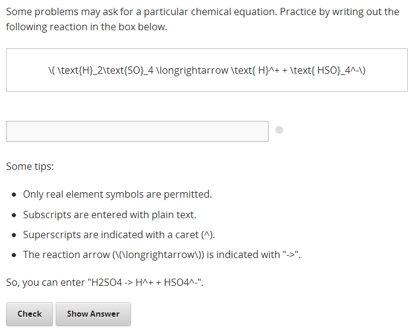 Some problems may ask for a particular chemical equation. Practice by writing out the
following reaction in the box below.
\( \text{H}_2\text{SO}_4 \longrightarrow \text{ H}^+ + \text{ HSO}_4^-\)
Some tips:
• Only real element symbols are permitted.
• Subscripts are entered with plain text.
• Superscripts are indicated with a caret (^).
• The reaction arrow (\(\longrightarrow\)) is indicated with "->".
So, you can enter "H2SO4 -> H^+ + HSO4^-".
Check Show Answer